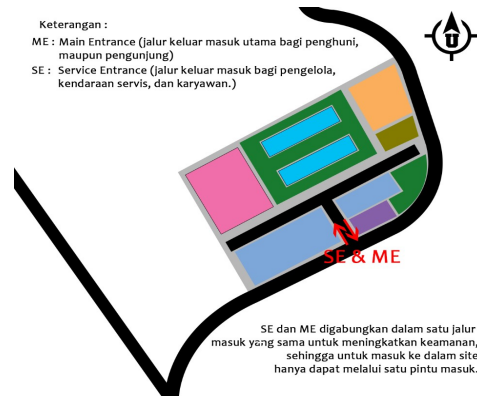 Keterangan :
U
ME : Main Entrance (jalur keluar masuk utama bagi penghuni,
maupun pengunjung)
SE : Service Entrance (jalur keluar masuk bagi pengelola,
kendaraan servis, dan karyawan.)
SE & ME
SE dan ME digabungkan dalam satu jalur
masuk yang sama untuk meningkatkan keamanan,
sehingga untuk masuk ke dalam site
hanya dapat melalui satu pintu masuk.